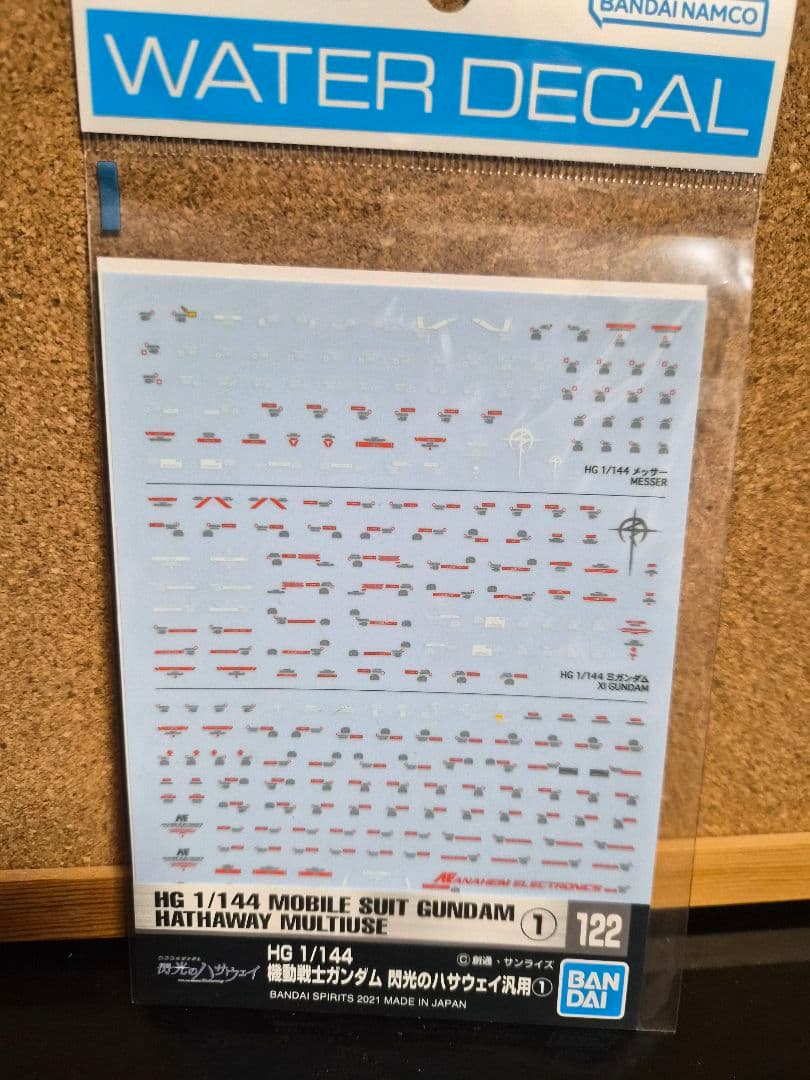 BANDAI NAMCO
WATER DECAL
HG 1/144 メッサー
MESSER
HG 1/144 Ξガンダム
XI GUNDAM
AE ANAHEIM ELECTRONICS
HG 1/144 MOBILE SUIT GUNDAM
HATHAWAY MULTIUSE
① 122
HG 1/144
©創通・サンライズ
閃光のハサウェイ
機動戦士ガンダム 閃光のハサウェイ汎用①
BANDAI SPIRITS 2021 MADE IN JAPAN
BAN
DAI